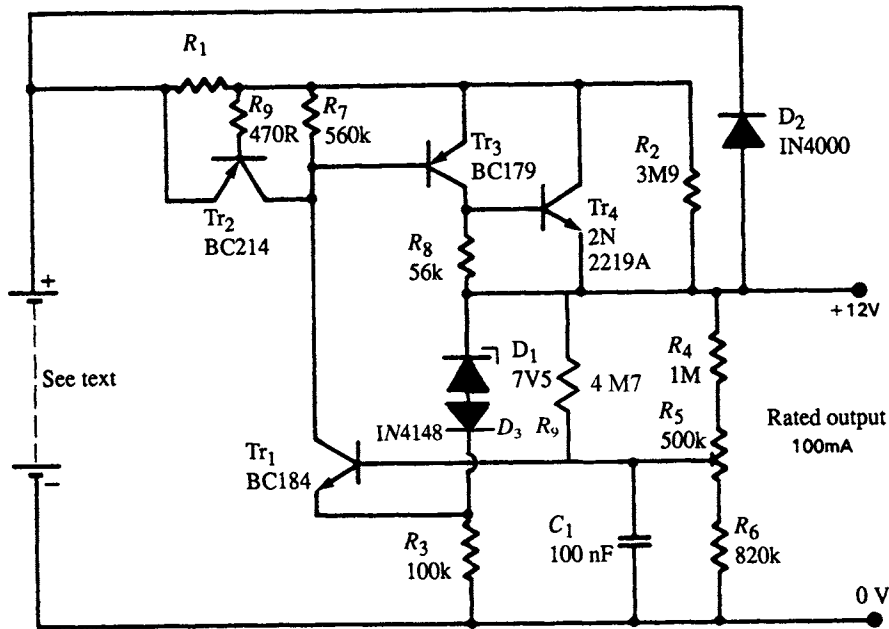 R1
R9
470R
R7
560k
Tr3
BC179
R2
3M9
D2
IN4000
Tr2
BC214
Tr4
2N
2219A
R8
56k
+
+12V
See text
D1
7V5
4 M7
R4
1M
IN4148
D3
R9
R5
500k
Rated output
100mA
Tr1
BC184
−
R3
100k
C1
100 nF
R6
820k
0 V